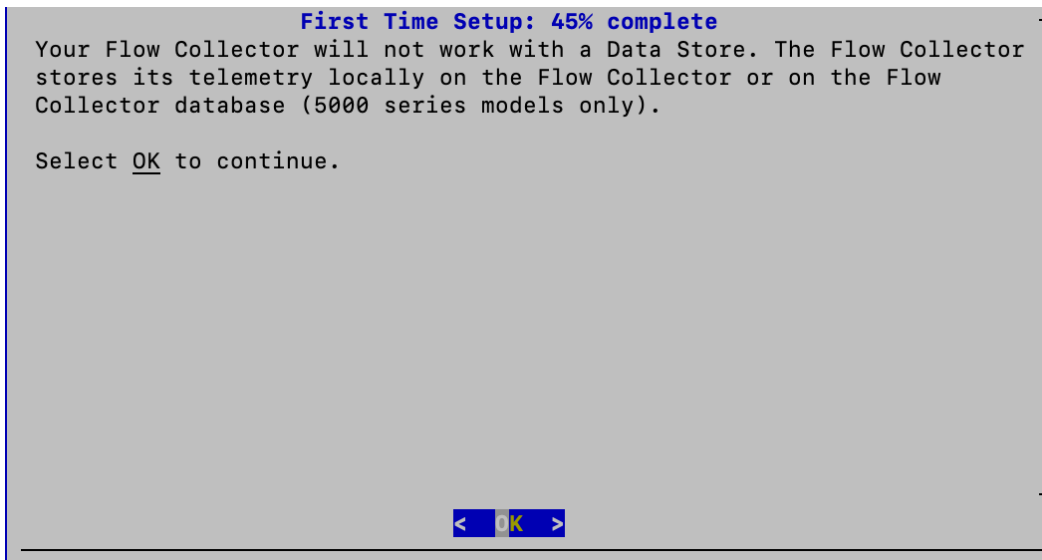 First Time Setup: 45% complete
Your Flow Collector will not work with a Data Store. The Flow Collector
stores its telemetry locally on the Flow Collector or on the Flow
Collector database (5000 series models only).
Select OK to continue.
< OK >